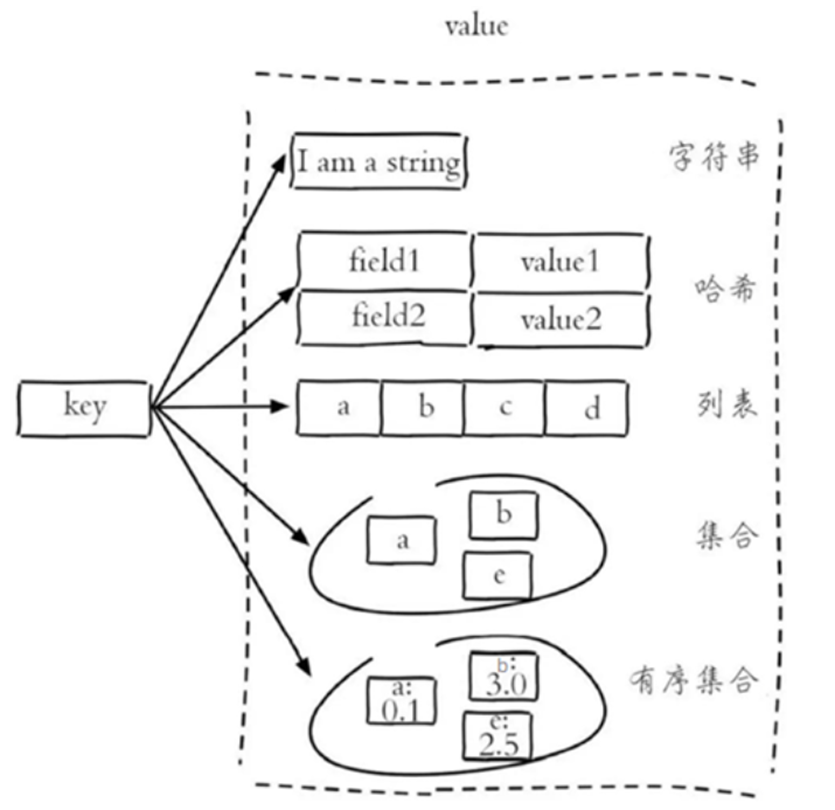 value
I am a string
字符串
field1 value1
哈希
field2 value2
key
a b c d
列表
a
b
e
集合
a:
0.1
b:
3.0
e:
2.5
有序集合